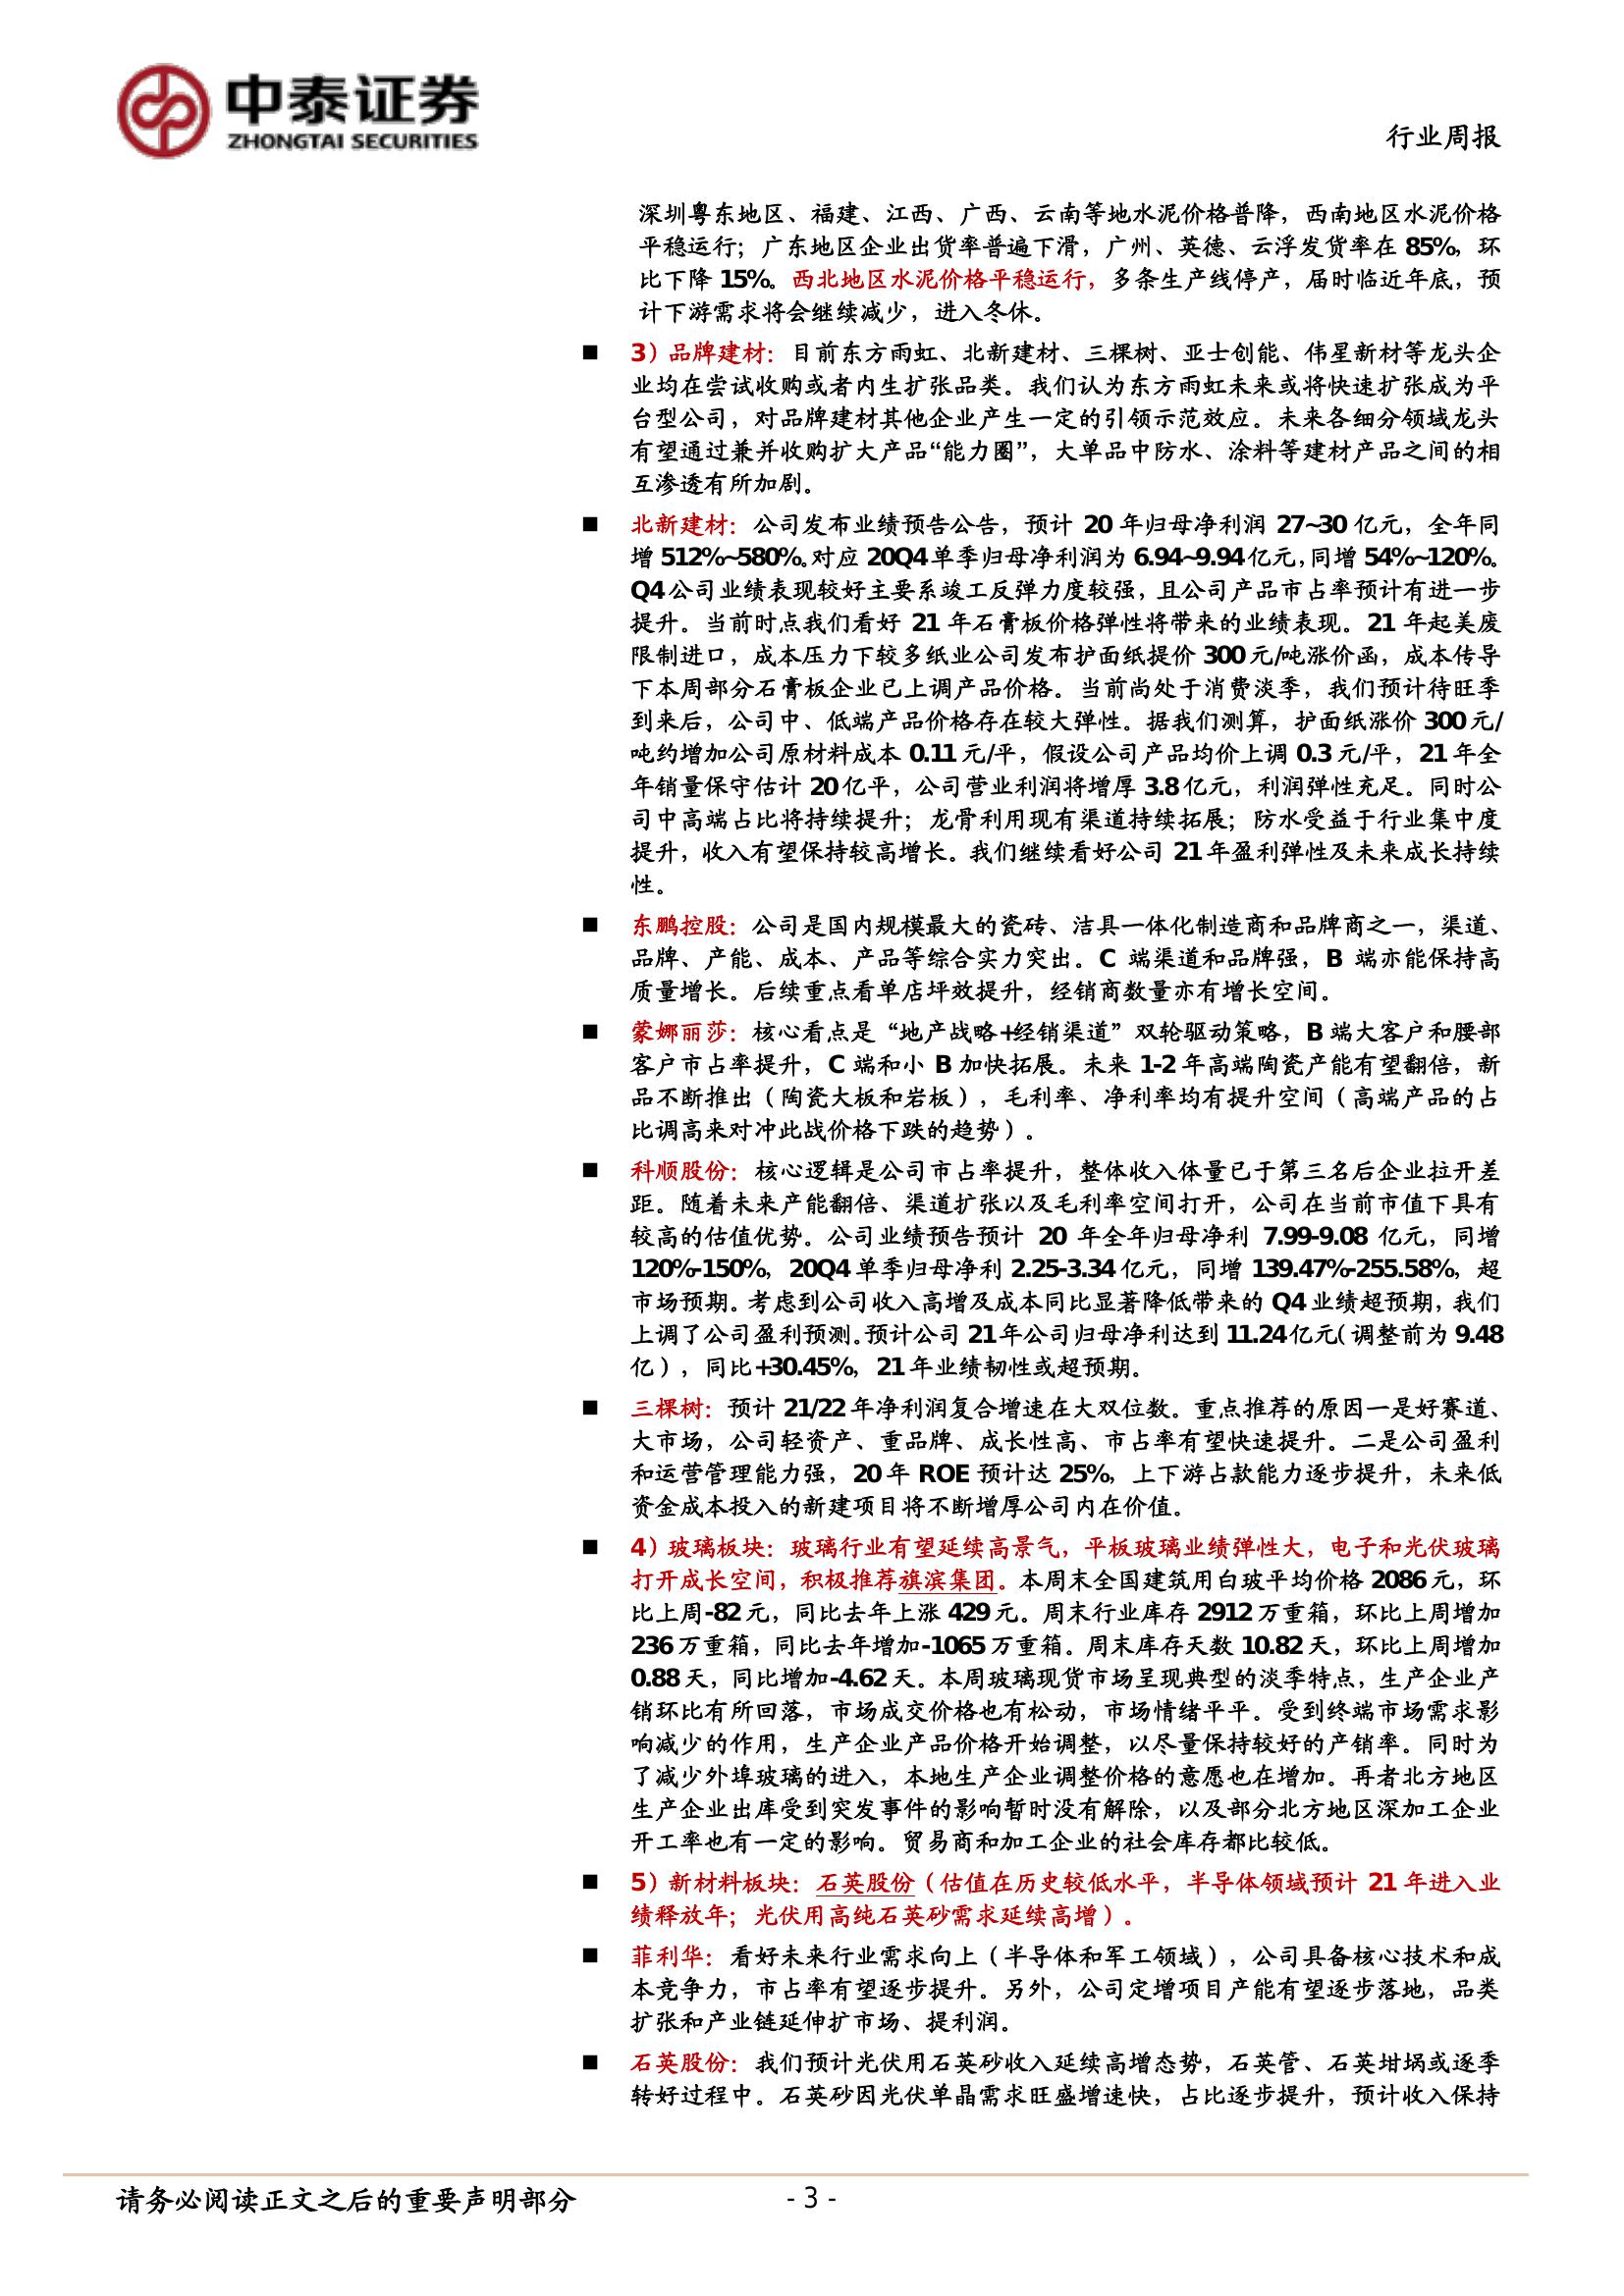 中泰证券
ZHONGTAI SECURITIES
行业周报
深圳粤东地区、福建、江西、广西、云南等地水泥价格普降，西南地区水泥价格
平稳运行；广东地区企业出货率普遍下滑，广州、英德、云浮发货率在 85%，环
比下降 15%。西北地区水泥价格平稳运行，多条生产线停产，届时临近年底，预
计下游需求将会继续减少，进入冬休。
■ 3）品牌建材：目前东方雨虹、北新建材、三棵树、亚士创能、伟星新材等龙头企
业均在尝试收购或者内生扩张品类。我们认为东方雨虹未来或将快速扩张成为平
台型公司，对品牌建材其他企业产生一定的引领示范效应。未来各细分领域龙头
有望通过兼并收购扩大产品“能力圈”，大单品中防水、涂料等建材产品之间的相
互渗透有所加剧。
■ 北新建材：公司发布业绩预告公告，预计 20 年归母净利润 27~30 亿元，全年同
增 512%~580%。对应 20Q4 单季归母净利润为 6.94~9.94 亿元，同增 54%~120%。
Q4 公司业绩表现较好主要系竣工反弹力度较强，且公司产品市占率预计有进一步
提升。当前时点我们看好 21 年石膏板价格弹性将带来的业绩表现。21 年起美废
限制进口，成本压力下较多纸业公司发布护面纸提价 300 元/吨涨价函，成本传导
下本周部分石膏板企业已上调产品价格。当前尚处于消费淡季，我们预计待旺季
到来后，公司中、低端产品价格存在较大弹性。据我们测算，护面纸涨价 300 元/
吨约增加公司原材料成本 0.11 元/平，假设公司产品均价上调 0.3 元/平，21 年全
年销量保守估计 20 亿平，公司营业利润将增厚 3.8 亿元，利润弹性充足。同时公
司中高端占比将持续提升；龙骨利用现有渠道持续拓展；防水受益于行业集中度
提升，收入有望保持较高增长。我们继续看好公司 21 年盈利弹性及未来成长持续
性。
■ 东鹏控股：公司是国内规模最大的瓷砖、洁具一体化制造商和品牌商之一，渠道、
品牌、产能、成本、产品等综合实力突出。C 端渠道和品牌强，B 端亦能保持高
质量增长。后续重点看单店坪效提升，经销商数量亦有增长空间。
■ 蒙娜丽莎：核心看点是“地产战略+经销渠道”双轮驱动策略，B 端大客户和腰部
客户市占率提升，C 端和小 B 加快拓展。未来 1-2 年高端陶瓷产能有望翻倍，新
品不断推出（陶瓷大板和岩板），毛利率、净利率均有提升空间（高端产品的占
比调高来对冲此战价格下跌的趋势）。
■ 科顺股份：核心逻辑是公司市占率提升，整体收入体量已于第三名后企业拉开差
距。随着未来产能翻倍、渠道扩张以及毛利率空间打开，公司在当前市值下具有
较高的估值优势。公司业绩预告预计 20 年全年归母净利 7.99-9.08 亿元，同增
120%-150%，20Q4 单季归母净利 2.25-3.34 亿元，同增 139.47%-255.58%，超
市场预期。考虑到公司收入高增及成本同比显著降低带来的 Q4 业绩超预期，我们
上调了公司盈利预测。预计公司 21 年公司归母净利达到 11.24 亿元（调整前为 9.48
亿），同比+30.45%，21 年业绩韧性或超预期。
■ 三棵树：预计 21/22 年净利润复合增速在大双位数。重点推荐的原因一是好赛道、
大市场，公司轻资产、重品牌、成长性高、市占率有望快速提升。二是公司盈利
和运营管理能力强，20 年 ROE 预计达 25%，上下游占款能力逐步提升，未来低
资金成本投入的新建项目将不断增厚公司内在价值。
■ 4）玻璃板块：玻璃行业有望延续高景气，平板玻璃业绩弹性大，电子和光伏玻璃
打开成长空间，积极推荐旗滨集团。本周末全国建筑用白玻平均价格 2086 元，环
比上周-82 元，同比去年上涨 429 元。周末行业库存 2912 万重箱，环比上周增加
236 万重箱，同比去年增加-1065 万重箱。周末库存天数 10.82 天，环比上周增加
0.88 天，同比增加-4.62 天。本周玻璃现货市场呈现典型的淡季特点，生产企业产
销环比有所回落，市场成交价格也有松动，市场情绪平平。受到终端市场需求影
响减少的作用，生产企业产品价格开始调整，以尽量保持较好的产销率。同时为
了减少外埠玻璃的进入，本地生产企业调整价格的意愿也在增加。再者北方地区
生产企业出库受到突发事件的影响暂时没有解除，以及部分北方地区深加工企业
开工率也有一定的影响。贸易商和加工企业的社会库存都比较低。
■ 5）新材料板块：石英股份（估值在历史较低水平，半导体领域预计 21 年进入业
绩释放年；光伏用高纯石英砂需求延续高增）。
■ 菲利华：看好未来行业需求向上（半导体和军工领域），公司具备核心技术和成
本竞争力，市占率有望逐步提升。另外，公司定增项目产能有望逐步落地，品类
扩张和产业链延伸扩市场、提利润。
■ 石英股份：我们预计光伏用石英砂收入延续高增态势，石英管、石英坩埚或逐季
转好过程中。石英砂因光伏单晶需求旺盛增速快，占比逐步提升，预计收入保持
请务必阅读正文之后的重要声明部分
- 3 -